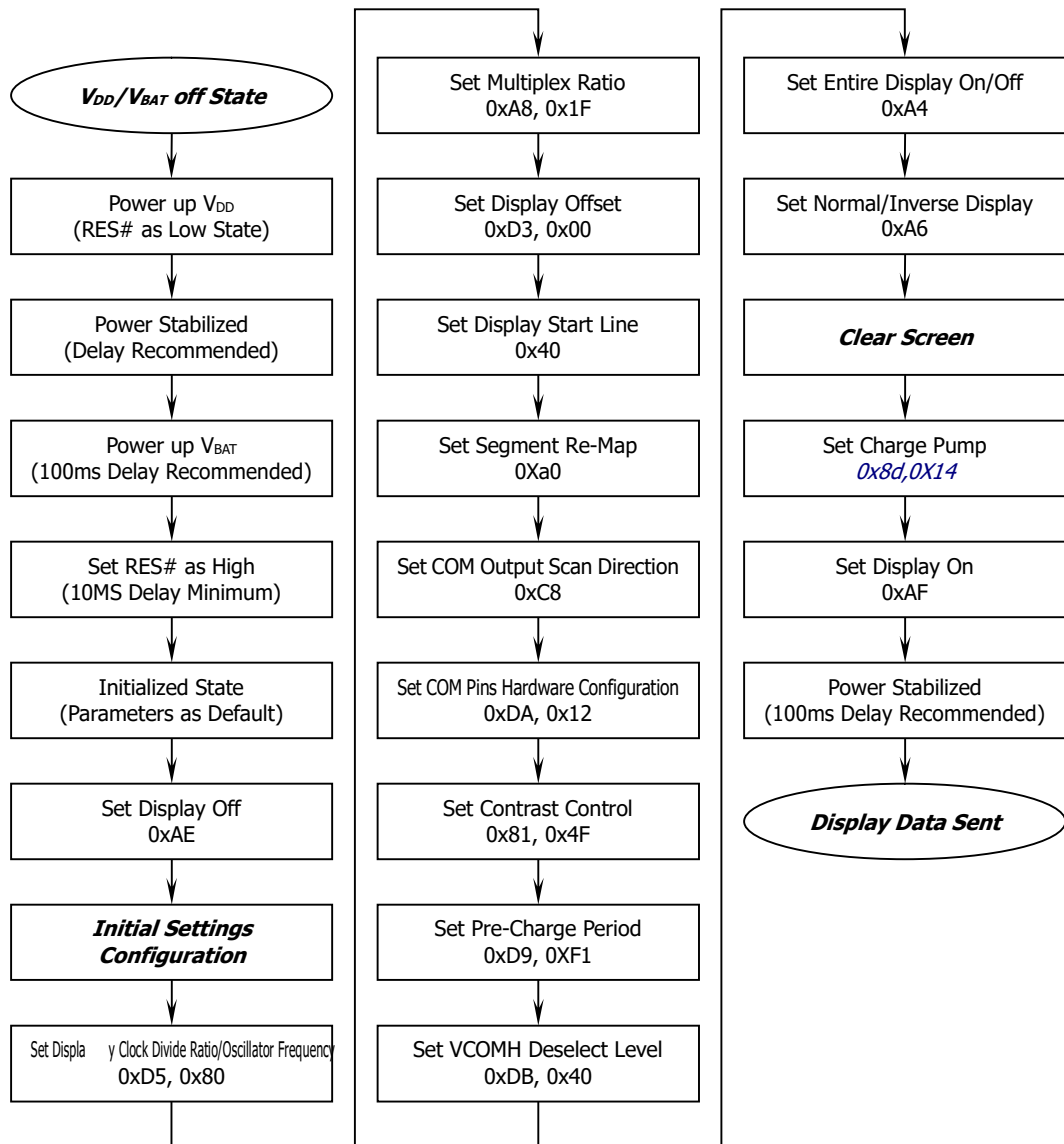 VDD/VBAT off State
Power up VDD
(RES# as Low State)
Power Stabilized
(Delay Recommended)
Power up VBAT
(100ms Delay Recommended)
Set RES# as High
(10MS Delay Minimum)
Initialized State
(Parameters as Default)
Set Display Off
0xAE
Initial Settings
Configuration
Set Displa y Clock Divide Ratio/Oscillator Frequency
0xD5, 0x80
Set Multiplex Ratio
0xA8, 0x1F
Set Display Offset
0xD3, 0x00
Set Display Start Line
0x40
Set Segment Re-Map
0Xa0
Set COM Output Scan Direction
0xC8
Set COM Pins Hardware Configuration
0xDA, 0x12
Set Contrast Control
0x81, 0x4F
Set Pre-Charge Period
0xD9, 0XF1
Set VCOMH Deselect Level
0xDB, 0x40
Set Entire Display On/Off
0xA4
Set Normal/Inverse Display
0xA6
Clear Screen
Set Charge Pump
0x8d,0X14
Set Display On
0xAF
Power Stabilized
(100ms Delay Recommended)
Display Data Sent